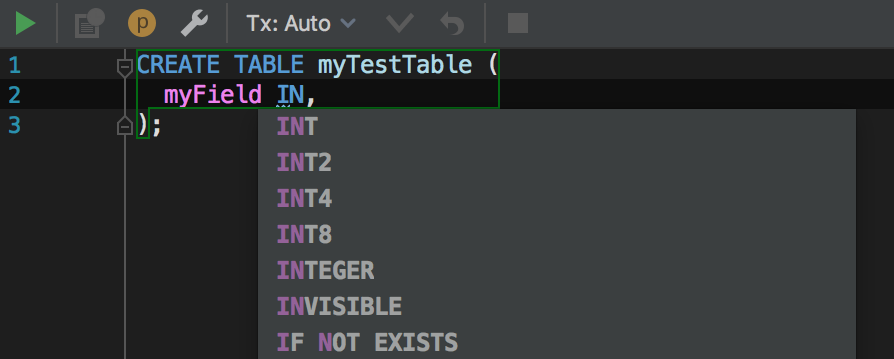 p Tx: Auto
1 CREATE TABLE myTestTable (
2 myField IN,
3 );
INT
INT2
INT4
INT8
INTEGER
INVISIBLE
IF NOT EXISTS